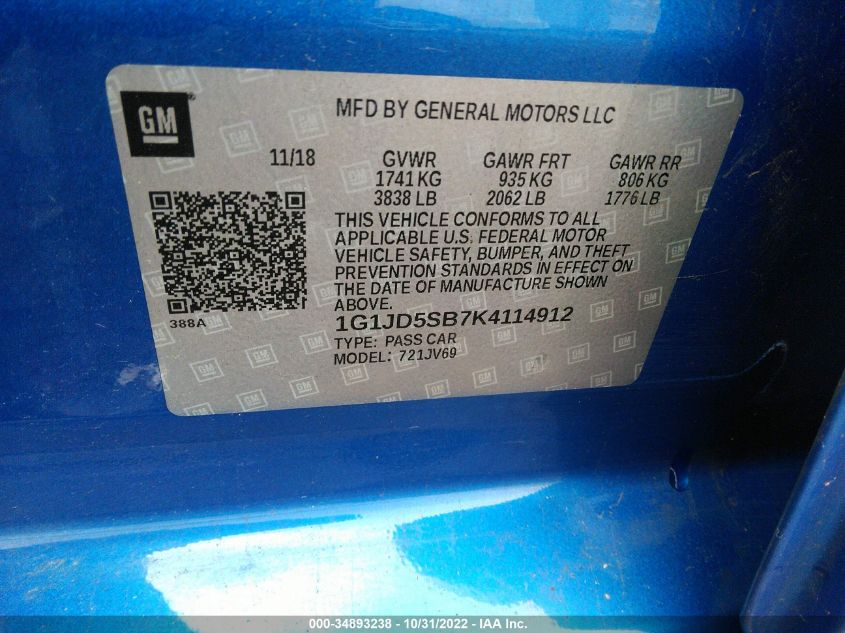 GM
MFD BY GENERAL MOTORS LLC
11/18 GVWR GAWR FRT GAWR RR
1741 KG 935 KG 806 KG
3838 LB 2062 LB 1776 LB
THIS VEHICLE CONFORMS TO ALL
APPLICABLE U.S. FEDERAL MOTOR
VEHICLE SAFETY, BUMPER, AND THEFT
PREVENTION STANDARDS IN EFFECT ON
THE DATE OF MANUFACTURE SHOWN
ABOVE.
388A
1G1JD5SB7K4114912
TYPE: PASS CAR
MODEL: 721JV69
000-34893238 - 10/31/2022 - IAA Inc.